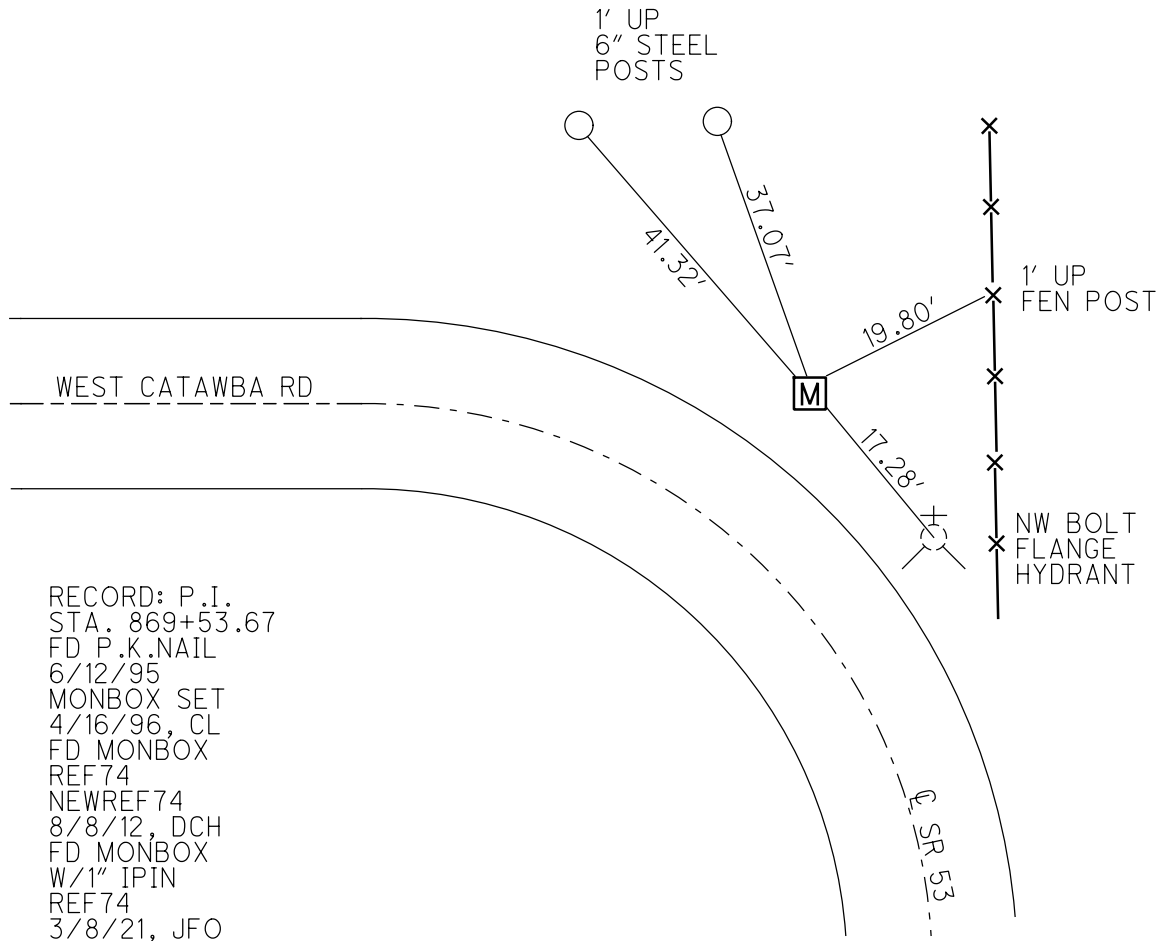 1' UP
6" STEEL
POSTS
37.07'
41.32'
1' UP
FEN POST
19.80'
WEST CATAWBA RD
M
17.28'
NW BOLT
FLANGE
HYDRANT
RECORD: P.I.
STA. 869+53.67
FD P.K.NAIL
6/12/95
MONBOX SET
4/16/96, CL
FD MONBOX
REF74
NEWREF74
8/8/12, DCH
FD MONBOX
W/1" IPIN
REF74
3/8/21, JFO
℄ SR 53